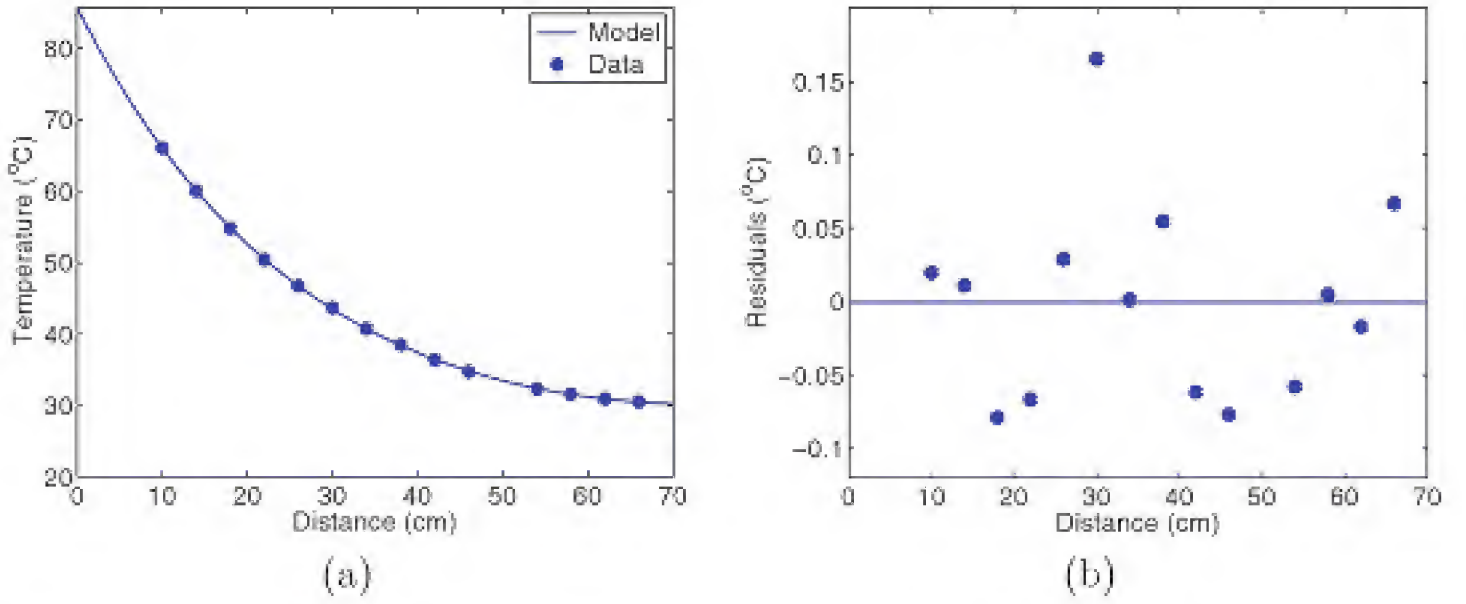 Model
Data
80
70
60
50
40
30
20
0 10 20 30 40 50 60 70
Temperature (°C)
Distance (cm)
(a)
0.15
0.1
0.05
0
−0.05
−0.1
0 10 20 30 40 50 60 70
Residuals (°C)
Distance (cm)
(b)